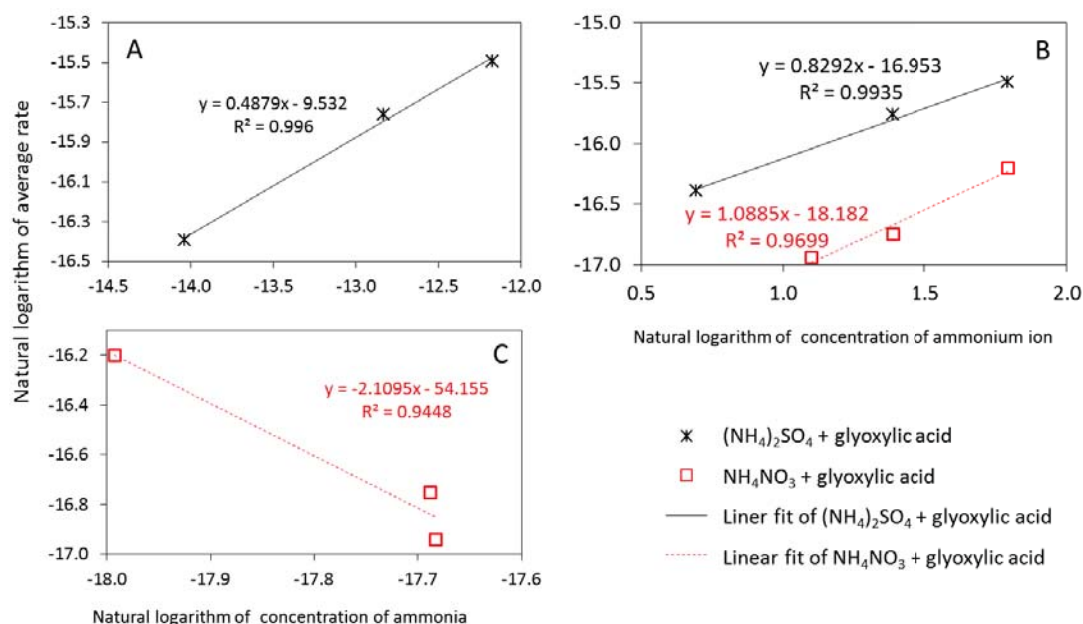 Natural logarithm of average rate
A
-15.3
-15.5
-15.7
-15.9
-16.1
-16.3
-16.5
y = 0.4879x - 9.532
R² = 0.996
-14.5 -14.0 -13.5 -13.0 -12.5 -12.0
B
-15.0
-15.5
-16.0
-16.5
-17.0
y = 0.8292x - 16.953
R² = 0.9935
y = 1.0885x - 18.182
R² = 0.9699
0.5 1.0 1.5 2.0
Natural logarithm of concentration of ammonium ion
C
-16.2
-16.4
-16.6
-16.8
-17.0
y = -2.1095x - 54.155
R² = 0.9448
-18.0 -17.9 -17.8 -17.7 -17.6
Natural logarithm of concentration of ammonia
(NH₄)₂SO₄ + glyoxylic acid
NH₄NO₃ + glyoxylic acid
Liner fit of (NH₄)₂SO₄ + glyoxylic acid
Linear fit of NH₄NO₃ + glyoxylic acid